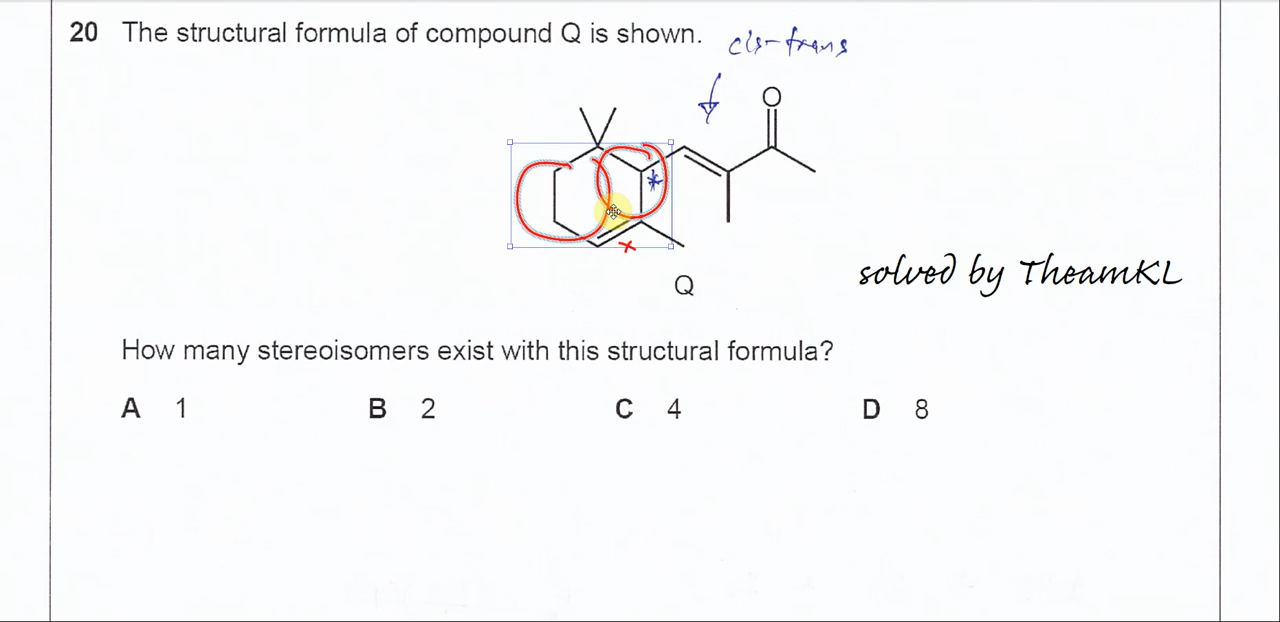 20 The structural formula of compound Q is shown.
cis-trans
O
*
x
Q
solved by TheamKL
How many stereoisomers exist with this structural formula?
A 1 B 2 C 4 D 8